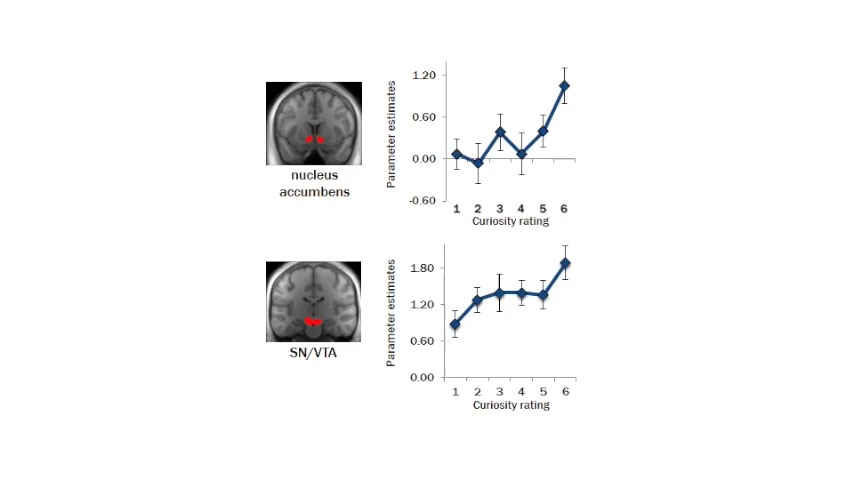 nucleus
accumbens
Parameter estimates
1.20
0.60
0.00
-0.60
1 2 3 4 5 6
Curiosity rating
SN/VTA
Parameter estimates
1.80
1.20
0.60
0.00
1 2 3 4 5 6
Curiosity rating